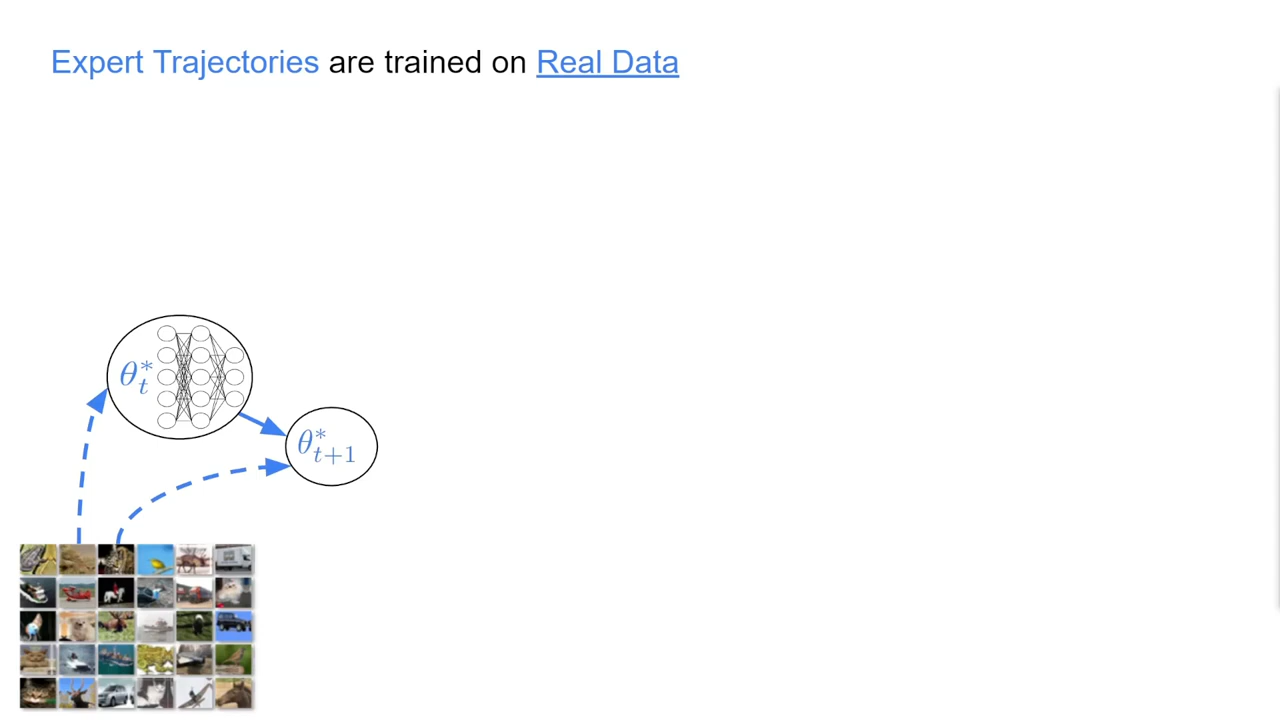 Expert Trajectories are trained on Real Data
θ*ₜ
θ*ₜ₊₁